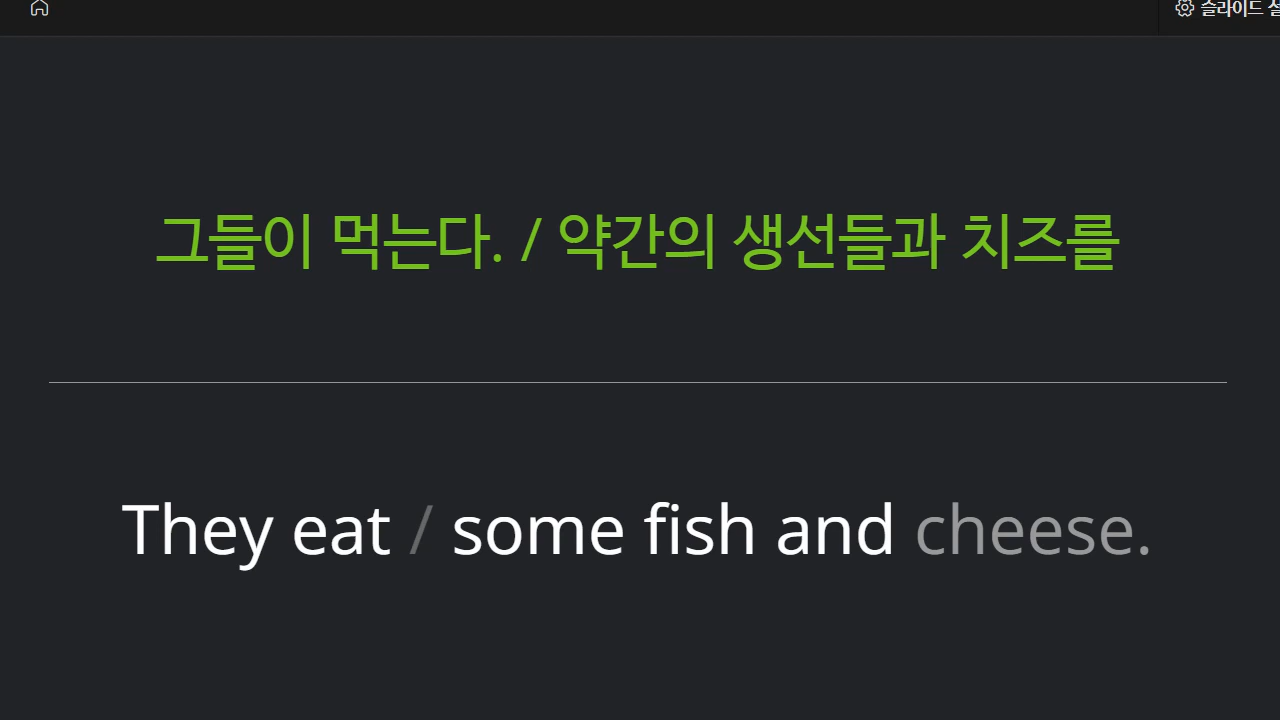 슬라이드
그들이 먹는다. / 약간의 생선들과 치즈를
They eat / some fish and cheese.